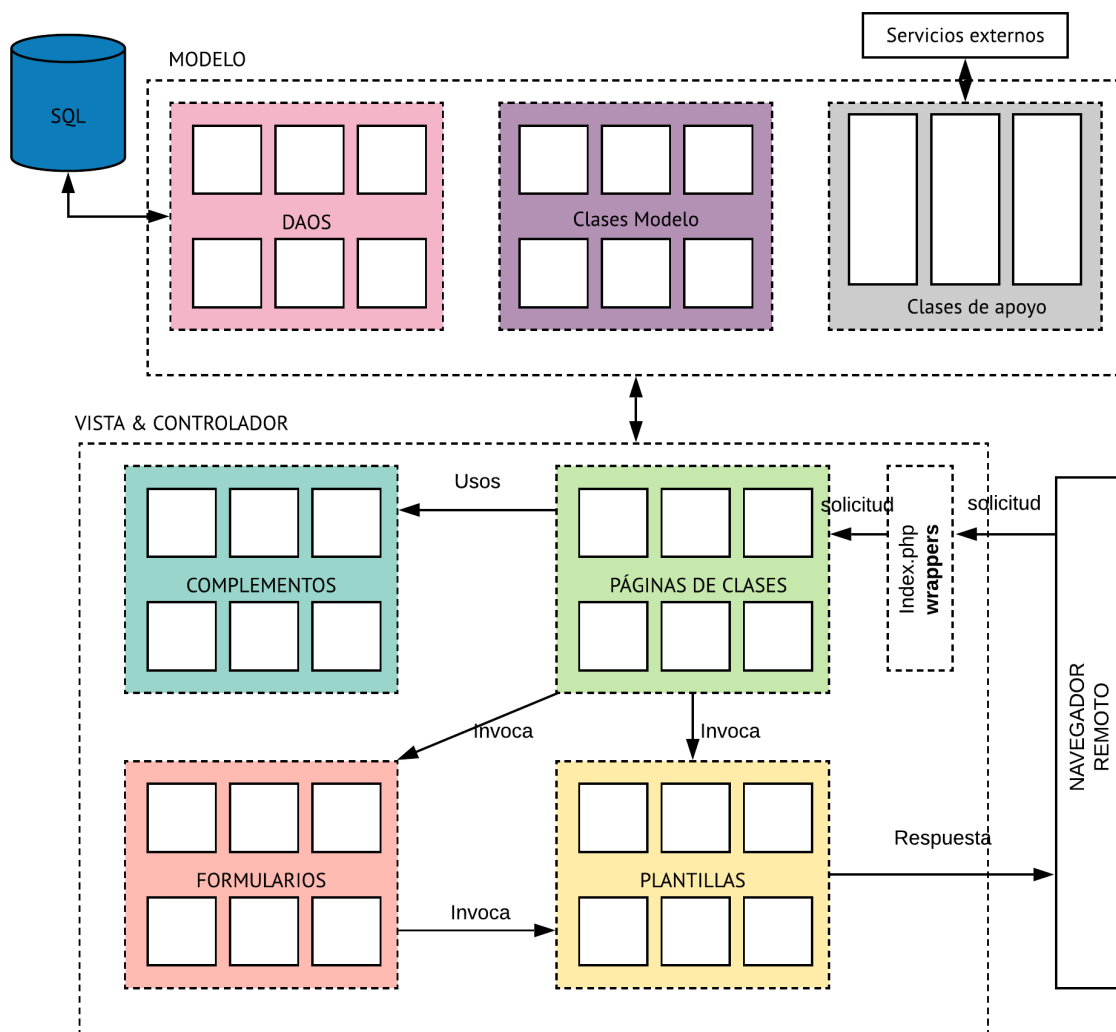 Servicios externos
MODELO
SQL
DAOS
Clases Modelo
Clases de apoyo
VISTA & CONTROLADOR
Usos
solicitud
solicitud
COMPLEMENTOS
PÁGINAS DE CLASES
Index.php
wrappers
NAVEGADOR
REMOTO
Invoca
Invoca
Respuesta
FORMULARIOS
PLANTILLAS
Invoca